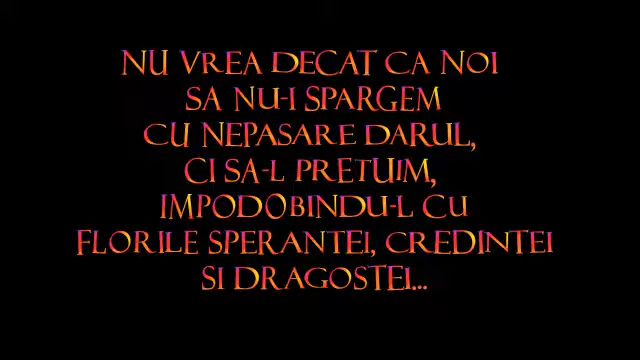 NU VREA DECAT CA NOI
SA NU-I SPARGEM
CU NEPASARE DARUL,
CI SA-L PRETUIM,
IMPODOBINDU-L CU
FLORILE SPERANTEI, CREDINTEI
SI DRAGOSTEI...